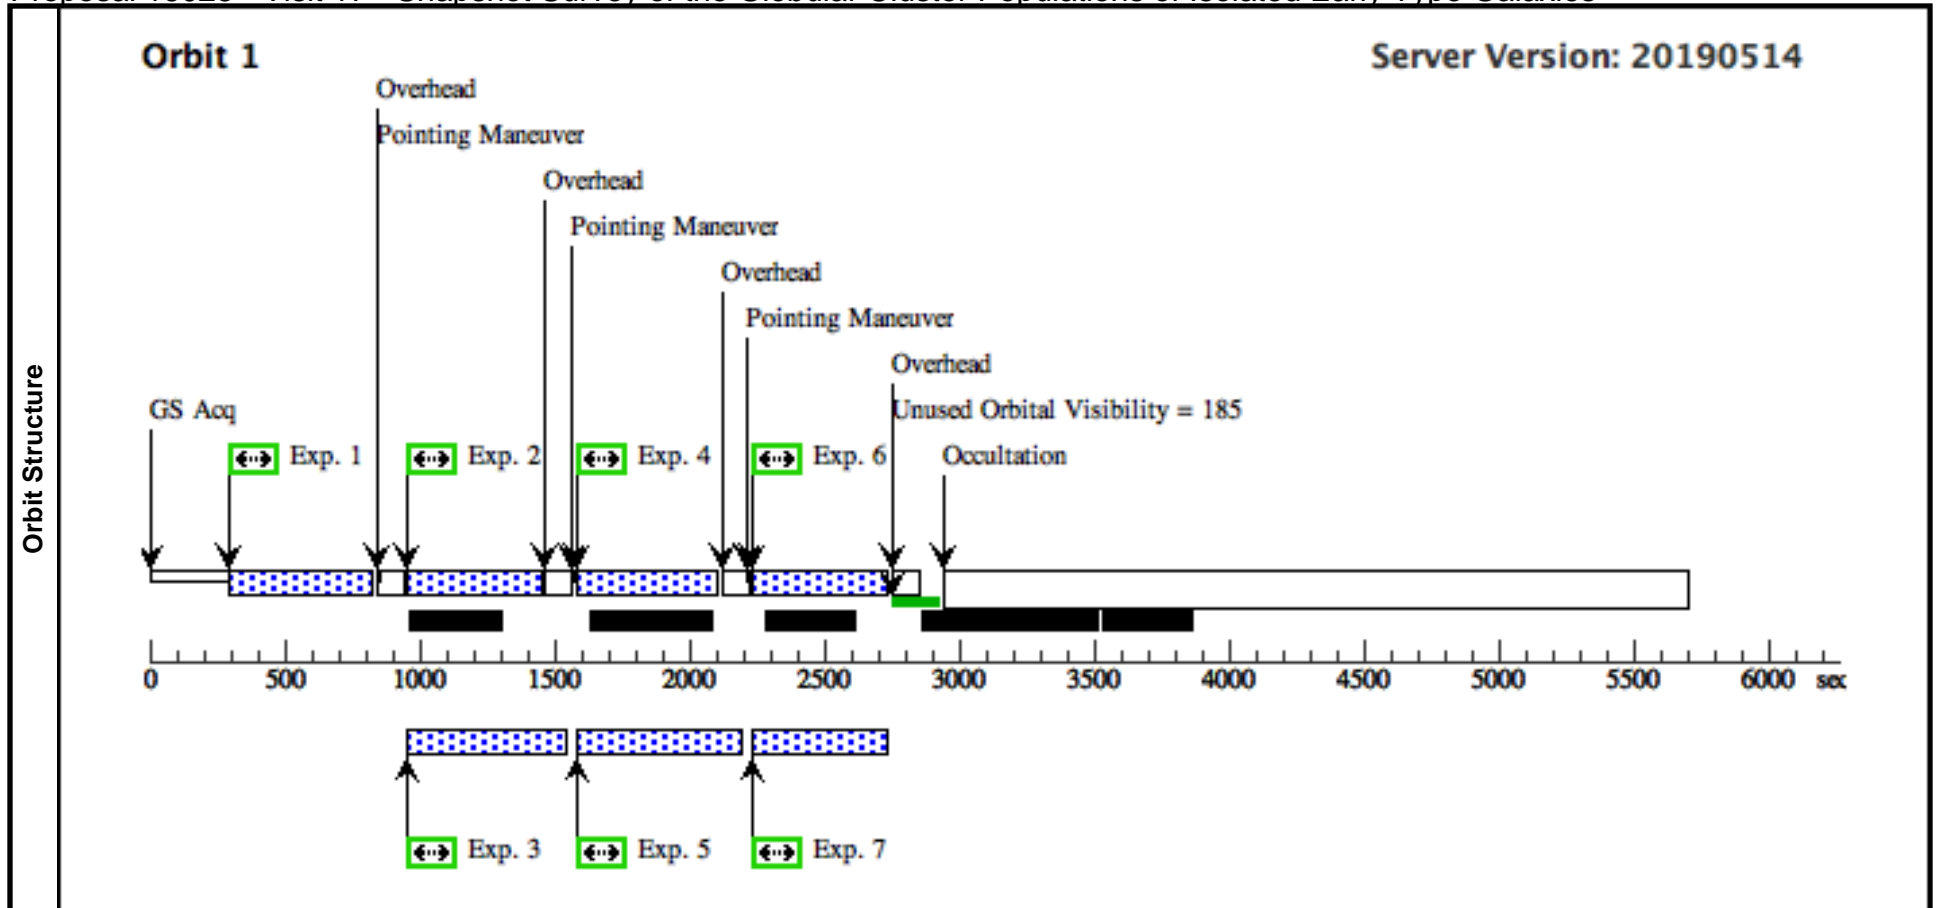 Orbit 1
Server Version: 20190514
Overhead
Pointing Maneuver
Overhead
Pointing Maneuver
Overhead
Pointing Maneuver
Overhead
GS Acq
Unused Orbital Visibility = 185
Exp. 1
Exp. 2
Exp. 4
Exp. 6
Occultation
Orbit Structure
0 500 1000 1500 2000 2500 3000 3500 4000 4500 5000 5500 6000 sec
Exp. 3
Exp. 5
Exp. 7